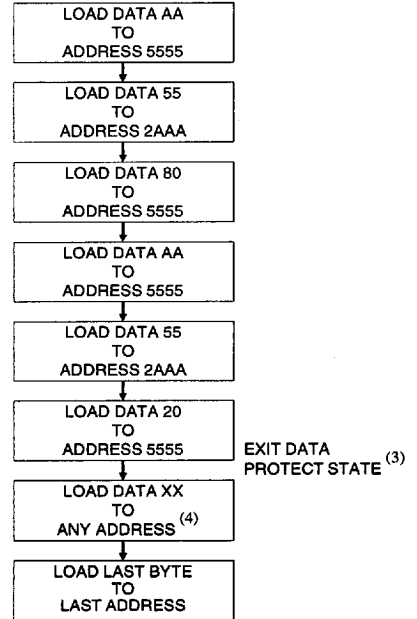 LOAD DATA AA
TO
ADDRESS 5555
LOAD DATA 55
TO
ADDRESS 2AAA
LOAD DATA 80
TO
ADDRESS 5555
LOAD DATA AA
TO
ADDRESS 5555
LOAD DATA 55
TO
ADDRESS 2AAA
LOAD DATA 20
TO
ADDRESS 5555
EXIT DATA
PROTECT STATE (3)
LOAD DATA XX
TO
ANY ADDRESS (4)
LOAD LAST BYTE
TO
LAST ADDRESS